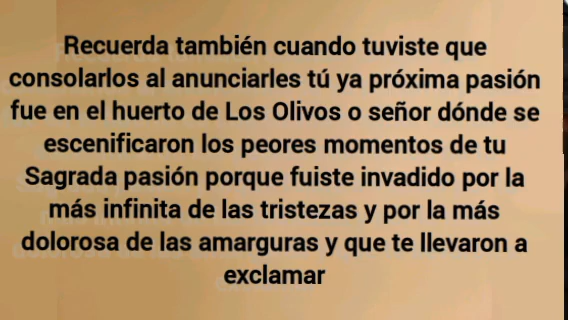 Recuerda también cuando tuviste que
consolarlos al anunciarles tú ya próxima pasión
fue en el huerto de Los Olivos o señor dónde se
escenificaron los peores momentos de tu
Sagrada pasión porque fuiste invadido por la
más infinita de las tristezas y por la más
dolorosa de las amarguras y que te llevaron a
exclamar